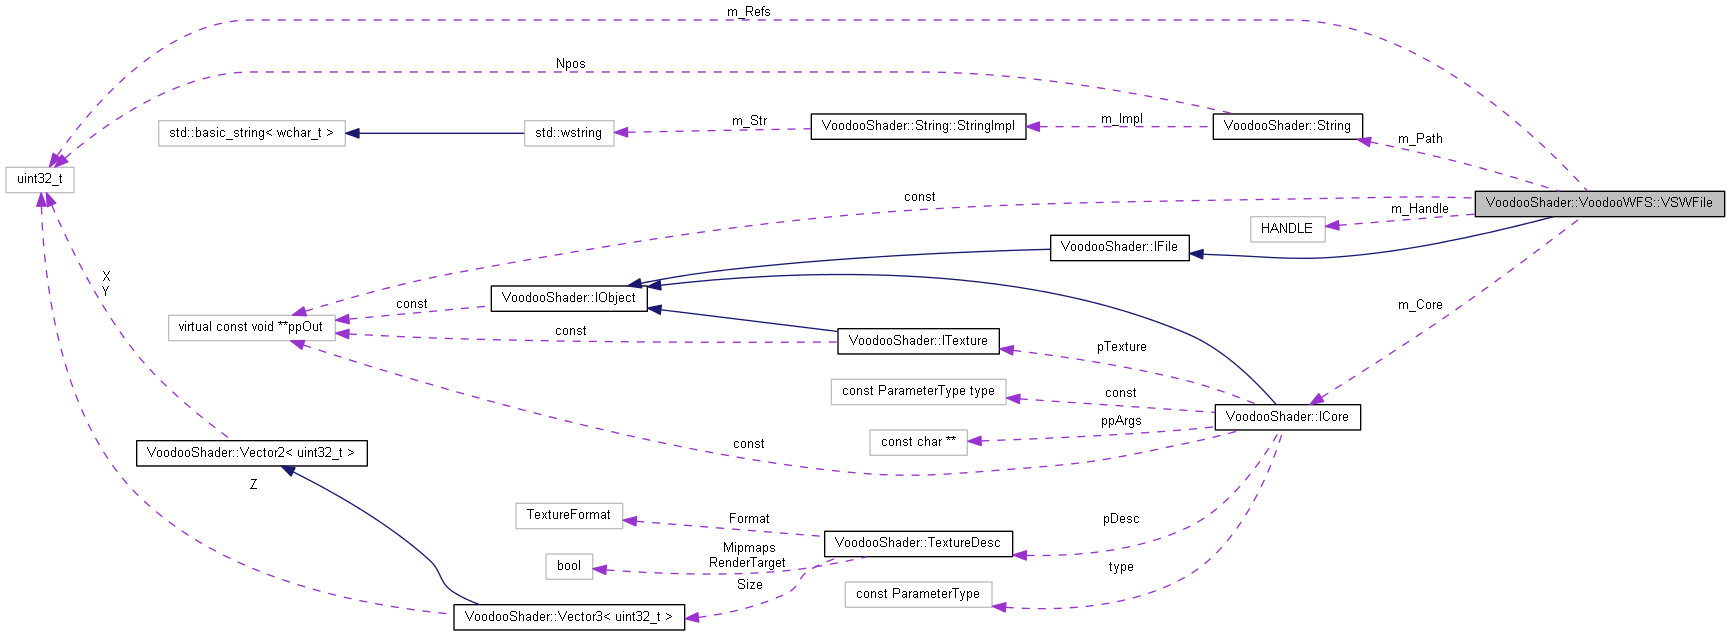 m_Refs
Npos
std::basic_string< wchar_t >
std::wstring
m_Str
VoodooShader::String::StringImpl
m_Impl
VoodooShader::String
m_Path
uint32_t
const
VoodooShader::VoodooWFS::VSWFile
m_Handle
HANDLE
VoodooShader::IFile
X
Y
VoodooShader::IObject
const
m_Core
virtual const void **ppOut
const
VoodooShader::ITexture
pTexture
const ParameterType type
const
VoodooShader::ICore
ppArgs
const char **
const
VoodooShader::Vector2< uint32_t >
Z
TextureFormat
Format
pDesc
VoodooShader::TextureDesc
Mipmaps
RenderTarget
bool
type
Size
const ParameterType
VoodooShader::Vector3< uint32_t >